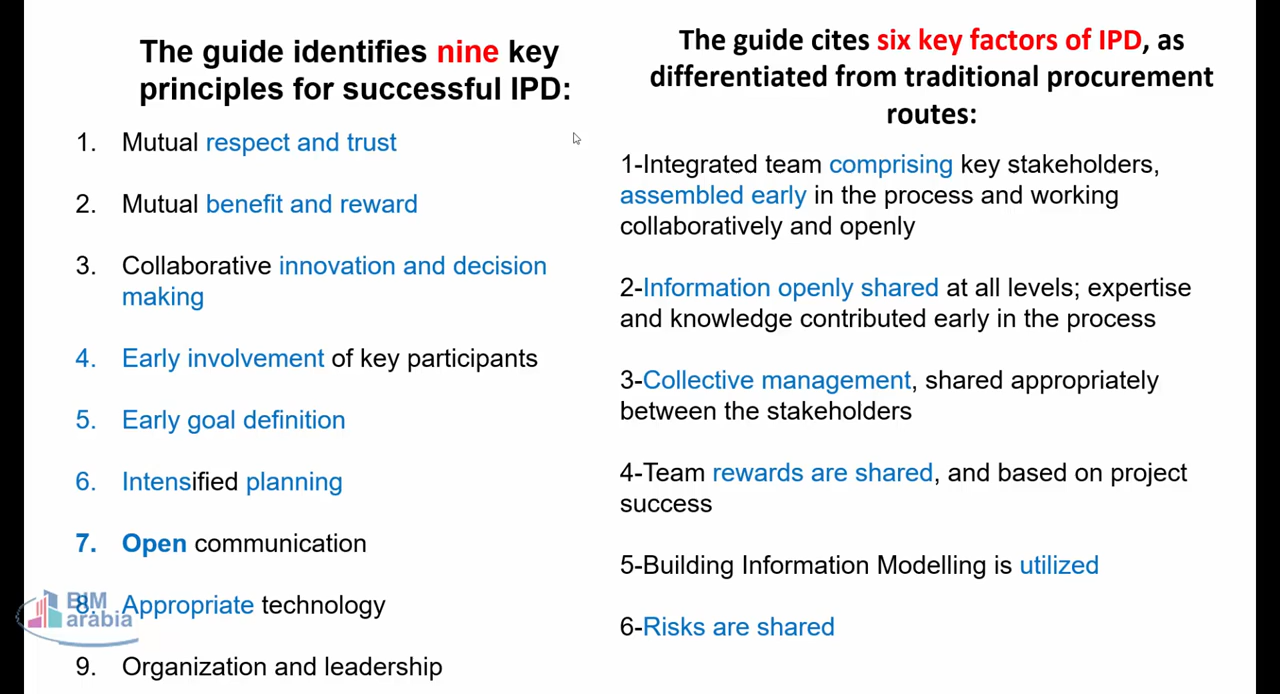 The guide identifies nine key
principles for successful IPD:
1. Mutual respect and trust
2. Mutual benefit and reward
3. Collaborative innovation and decision
making
4. Early involvement of key participants
5. Early goal definition
6. Intensified planning
7. Open communication
8. Appropriate technology
9. Organization and leadership
BIM
arabia
The guide cites six key factors of IPD, as
differentiated from traditional procurement
routes:
1-Integrated team comprising key stakeholders,
assembled early in the process and working
collaboratively and openly
2-Information openly shared at all levels; expertise
and knowledge contributed early in the process
3-Collective management, shared appropriately
between the stakeholders
4-Team rewards are shared, and based on project
success
5-Building Information Modelling is utilized
6-Risks are shared